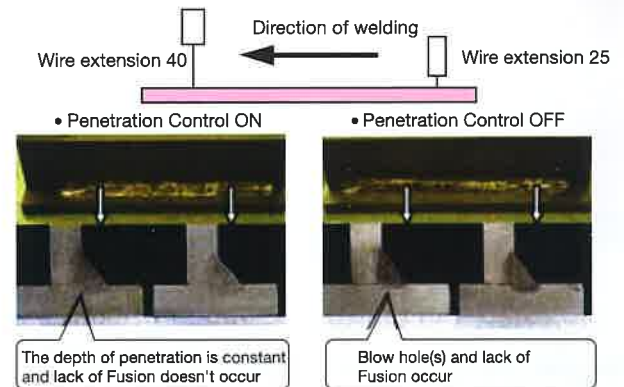 Direction of welding
Wire extension 40
Wire extension 25
• Penetration Control ON
• Penetration Control OFF
The depth of penetration is constant
and lack of Fusion doesn't occur
Blow hole(s) and lack of
Fusion occur